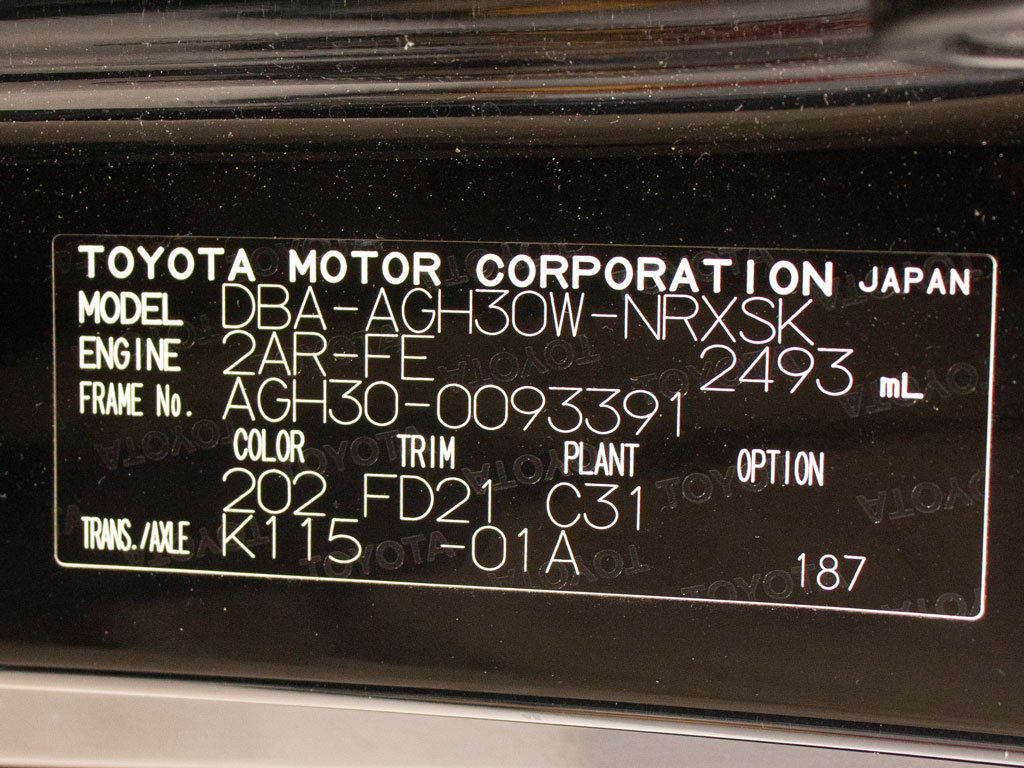 TOYOTA MOTOR CORPORATION JAPAN
MODEL DBA-AGH30W-NRXSK
ENGINE 2AR-FE 2493 mL
FRAME No. AGH30-0093391
COLOR TRIM PLANT OPTION
202 FD21 C31
TRANS./AXLE K115 -01A 187